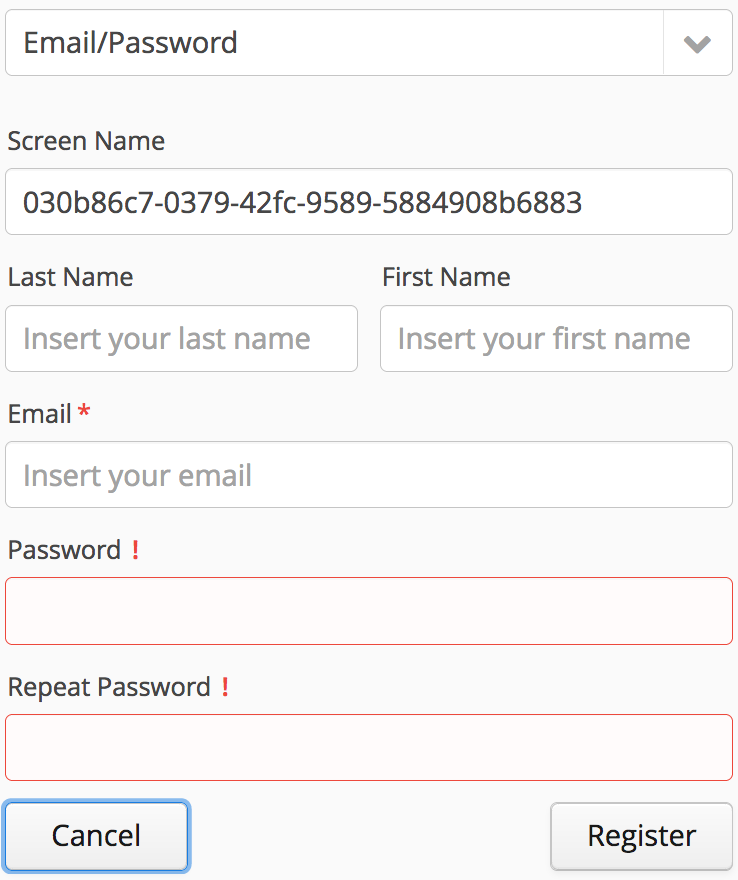 Email/Password
Screen Name
030b86c7-0379-42fc-9589-5884908b6883
Last Name First Name
Insert your last name Insert your first name
Email *
Insert your email
Password !
Repeat Password !
Cancel Register